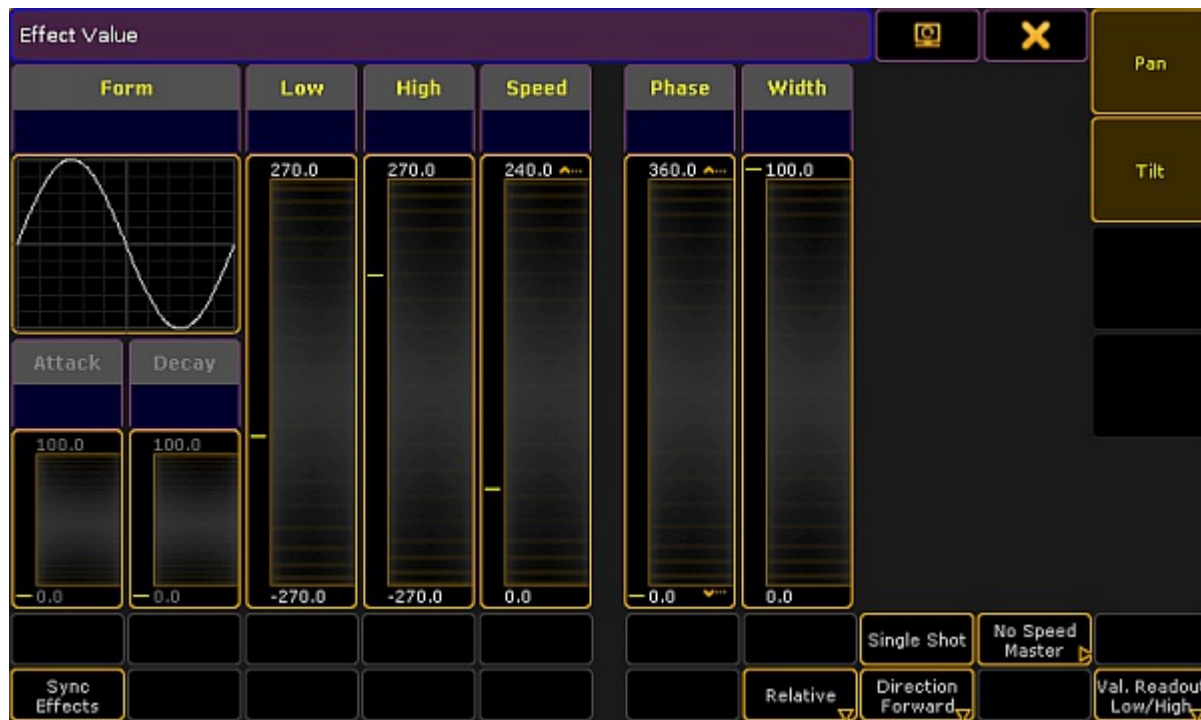 Effect Value
Pan
Form
Low
High
Speed
Phase
Width
270.0
270.0
240.0
360.0
100.0
Tilt
Attack
Decay
100.0
100.0
0.0
0.0
-270.0
-270.0
0.0
0.0
0.0
Single Shot
No Speed
Master
Sync
Effects
Relative
Direction
Forward
Val. Readout
Low/High